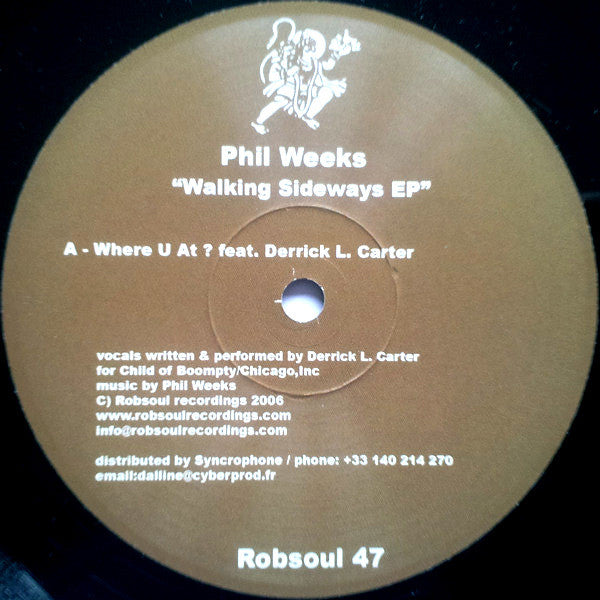 Phil Weeks
“Walking Sideways EP”
A - Where U At ? feat. Derrick L. Carter
vocals written & performed by Derrick L. Carter
for Child of Boompty/Chicago,Inc
music by Phil Weeks
C) Robsoul recordings 2006
www.robsoulrecordings.com
info@robsoulrecordings.com
distributed by Syncrophone / phone: +33 140 214 270
email:dalline@cyberprod.fr
Robsoul 47